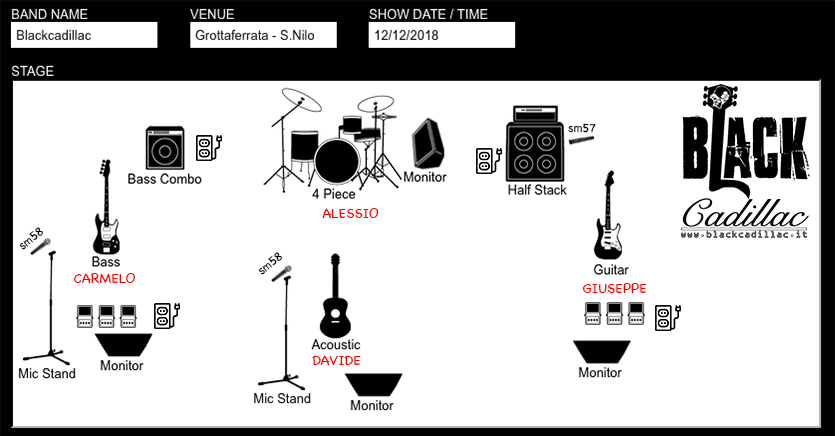 BAND NAME
VENUE
SHOW DATE / TIME
Blackcadillac
Grottaferrata - S.Nilo
12/12/2018
STAGE
BLACK
Cadillac
www.blackcadillac.it
sm57
Bass Combo
4 Piece
Monitor
Half Stack
ALESSIO
sm58
Bass
CARMELO
sm58
Guitar
GIUSEPPE
Acoustic
DAVIDE
Monitor
Mic Stand
Monitor
Mic Stand
Monitor